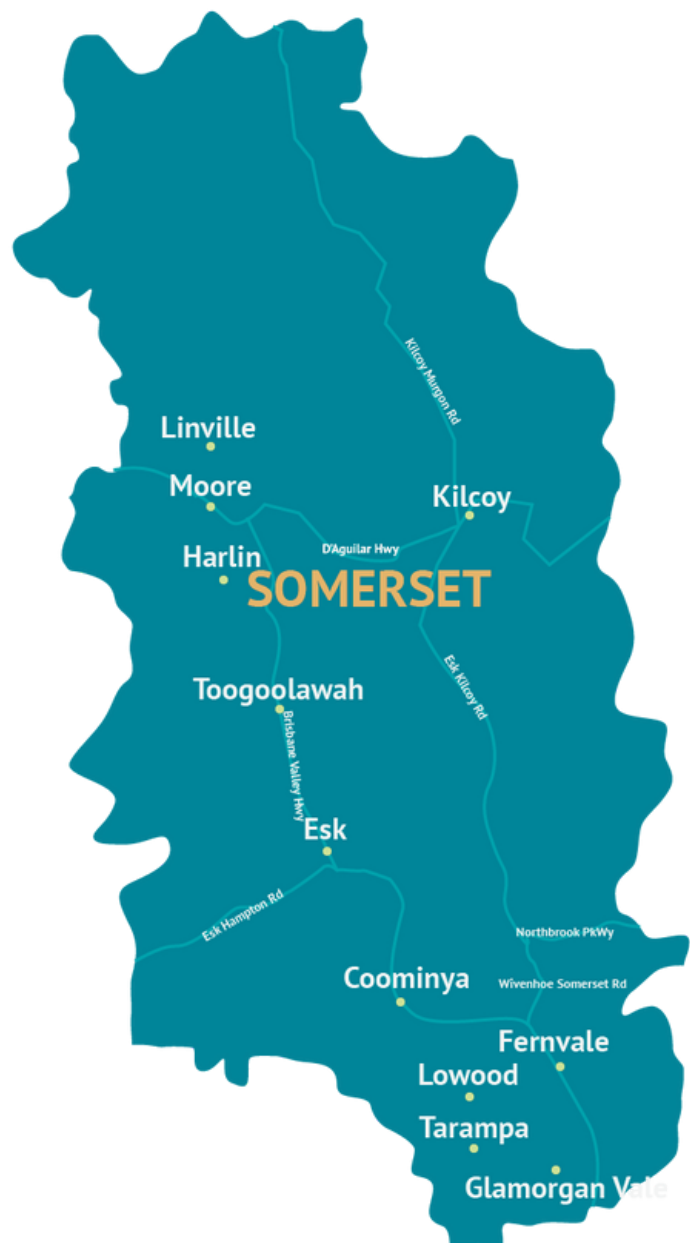 Kilcoy Murgon Rd
Linville
Moore
Kilcoy
D'Aguilar Hwy
Harlin
SOMERSET
Esk Kilcoy Rd
Toogoolawah
Brisbane Valley Hwy
Esk
Esk Hampton Rd
Northbrook PkWy
Coominya
Wivenhoe Somerset Rd
Fernvale
Lowood
Tarampa
Glamorgan Vale